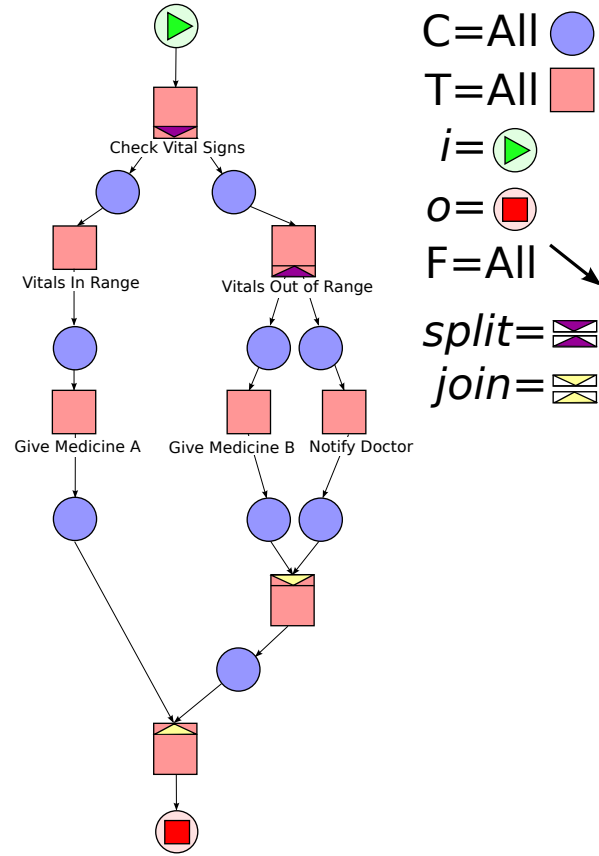 C=All
T=All
i=
o=
F=All
split=
join=
Check Vital Signs
Vitals In Range
Vitals Out of Range
Give Medicine A
Give Medicine B
Notify Doctor